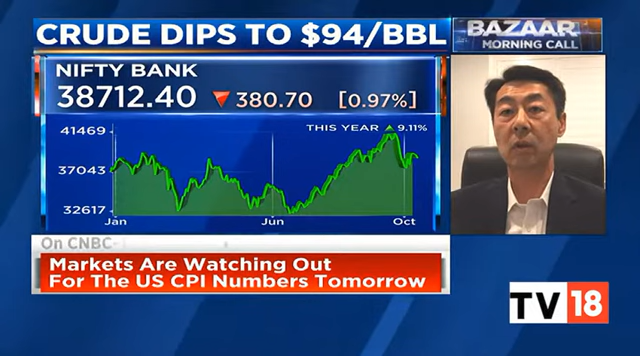 CRUDE DIPS TO $94/BBL
BAZAAR
MORNING CALL
NIFTY BANK
38712.40 ▼ 380.70 [0.97%]
THIS YEAR ▲ 9.11%
41469
37043
32617
Jan Jun Oct
On CNBC-
Markets Are Watching Out
For The US CPI Numbers Tomorrow
TV 18